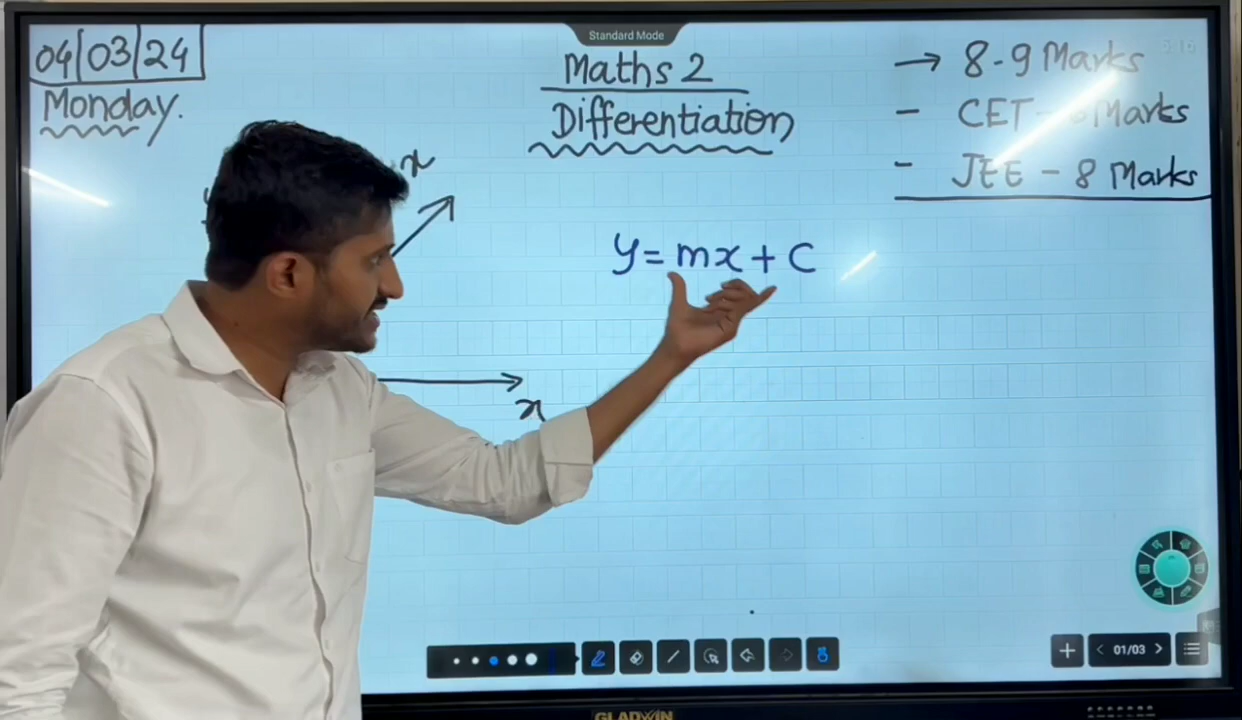 Standard Mode
04/03/24
Monday.
Maths 2
Differentiation
→ 8-9 Marks
- CET - Marks
- JEE - 8 Marks
x
y = mx + c
x
01/03
GLADWIN